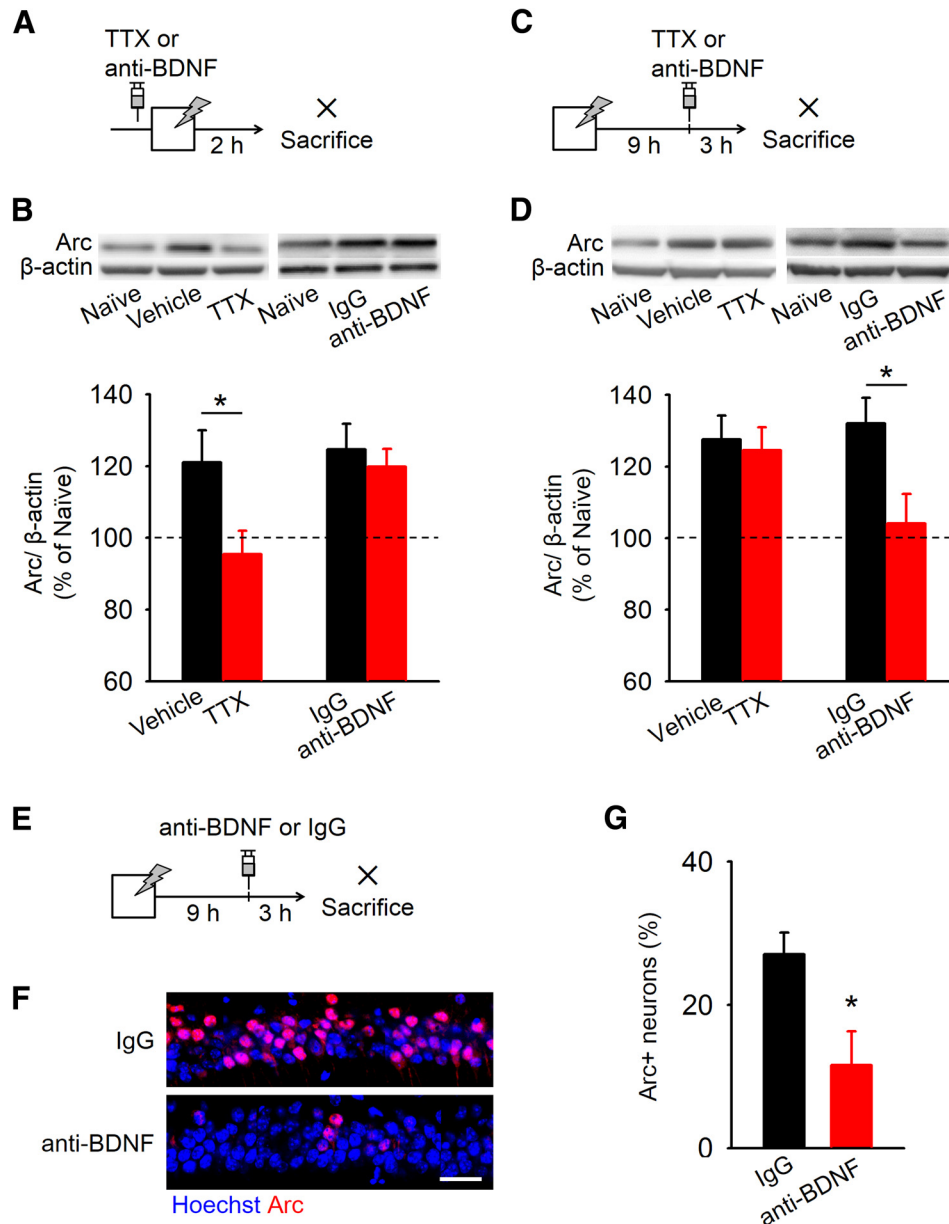 A
TTX or
anti-BDNF
2 h
Sacrifice
C
TTX or
anti-BDNF
9 h
3 h
Sacrifice
B
Arc
β-actin
Naïve
Vehicle
TTX
Naïve
IgG
anti-BDNF
140
120
100
80
60
Arc/ β-actin
(% of Naïve)
*
Vehicle
TTX
IgG
anti-BDNF
D
Arc
β-actin
Naïve
Vehicle
TTX
Naïve
IgG
anti-BDNF
140
120
100
80
60
Arc/ β-actin
(% of Naïve)
*
Vehicle
TTX
IgG
anti-BDNF
E
anti-BDNF or IgG
9 h
3 h
Sacrifice
F
IgG
anti-BDNF
Hoechst Arc
G
40
20
0
Arc+ neurons (%)
*
IgG
anti-BDNF